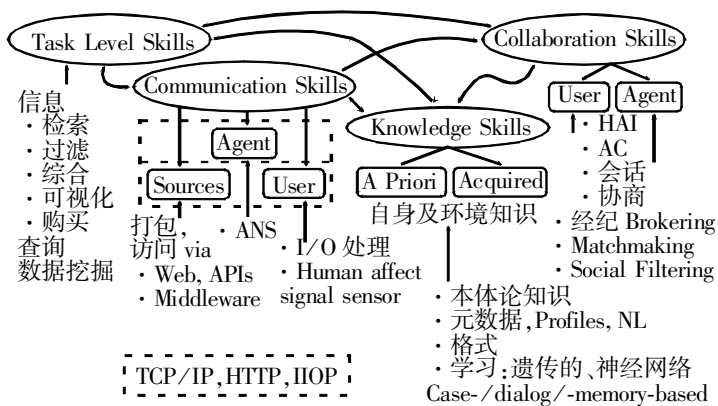 Task Level Skills
Collaboration Skills
Communication Skills
User
Agent
Knowledge Skills
信息
· 检索
· 过滤
· 综合
· 可视化
· 购买
查询
数据挖掘
Agent
Sources
User
A Priori
Acquired
· HAI
· AC
· 会话
· 协商
· 经纪 Brokering
· Matchmaking
· Social Filtering
自身及环境知识
打包,
访问 via
· Web, APIs
· Middleware
· ANS
· I/O 处理
· Human affect
signal sensor
· 本体论知识
· 元数据,Profiles, NL
· 格式
· 学习:遗传的、神经网络
Case-/dialog/-memory-based
TCP/IP,HTTP,IIOP